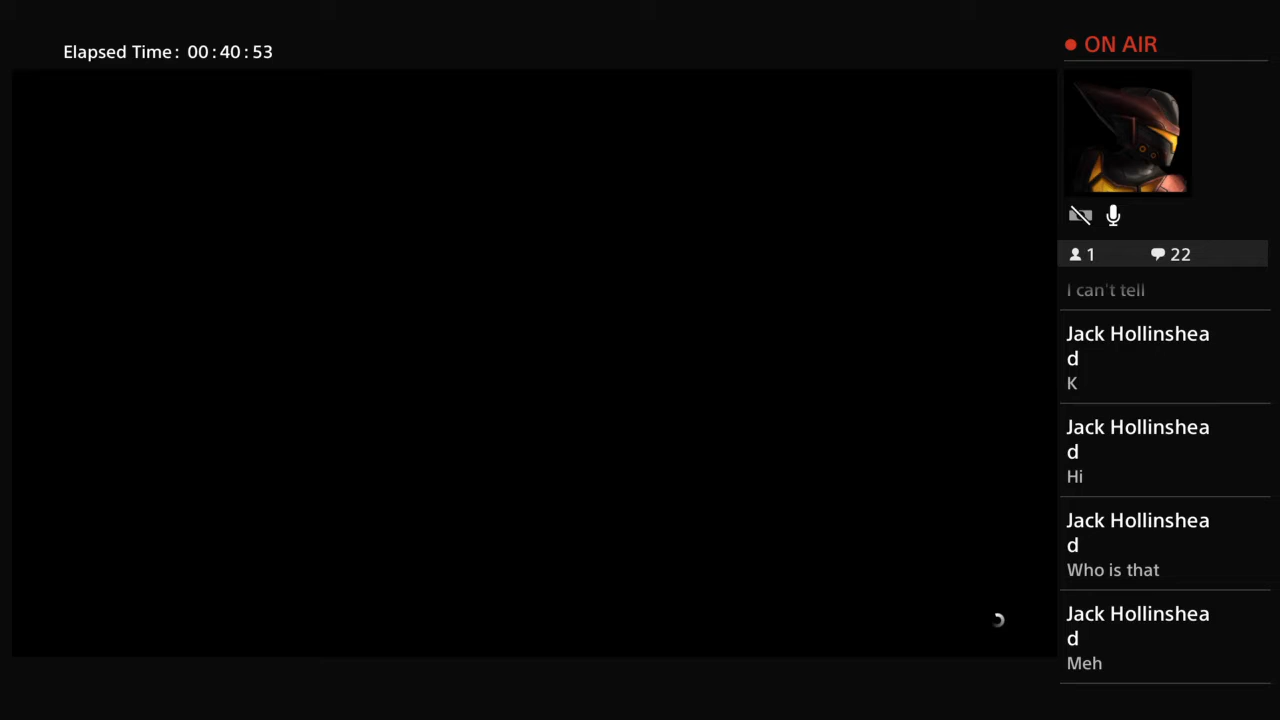 Elapsed Time: 00:40:53
ON AIR
1 22
I can't tell
Jack Hollinshea
d
K
Jack Hollinshea
d
Hi
Jack Hollinshea
d
Who is that
Jack Hollinshea
d
Meh